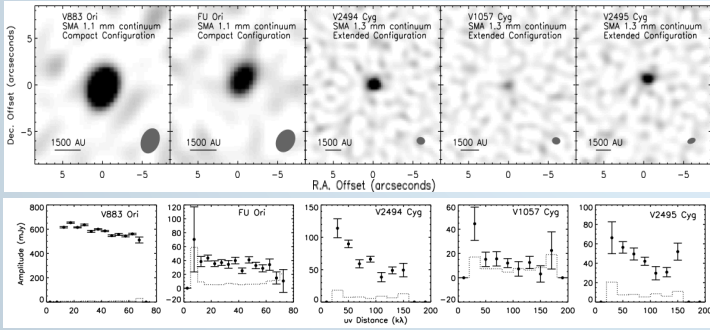 V883 Ori
SMA 1.1 mm continuum
Compact Configuration
FU Ori
SMA 1.1 mm continuum
Compact Configuration
V2494 Cyg
SMA 1.3 mm continuum
Extended Configuration
V1057 Cyg
SMA 1.3 mm continuum
Extended Configuration
V2495 Cyg
SMA 1.3 mm continuum
Extended Configuration
Dec. Offset (arcseconds)
5
0
−5
1500 AU
1500 AU
1500 AU
1500 AU
1500 AU
5 0 −5
5 0 −5
5 0 −5
5 0 −5
5 0 −5
R.A. Offset (arcseconds)
V883 Ori
FU Ori
V2494 Cyg
V1057 Cyg
V2495 Cyg
Amplitude (mJy)
800
600
400
200
0
0 20 40 60 80
120
100
80
60
40
20
0
−20
0 20 40 60 80
150
100
50
0
0 50 100 150 200
60
40
20
0
−20
0 50 100 150 200
100
80
60
40
20
0
0 50 100 150 200
uv Distance (kλ)